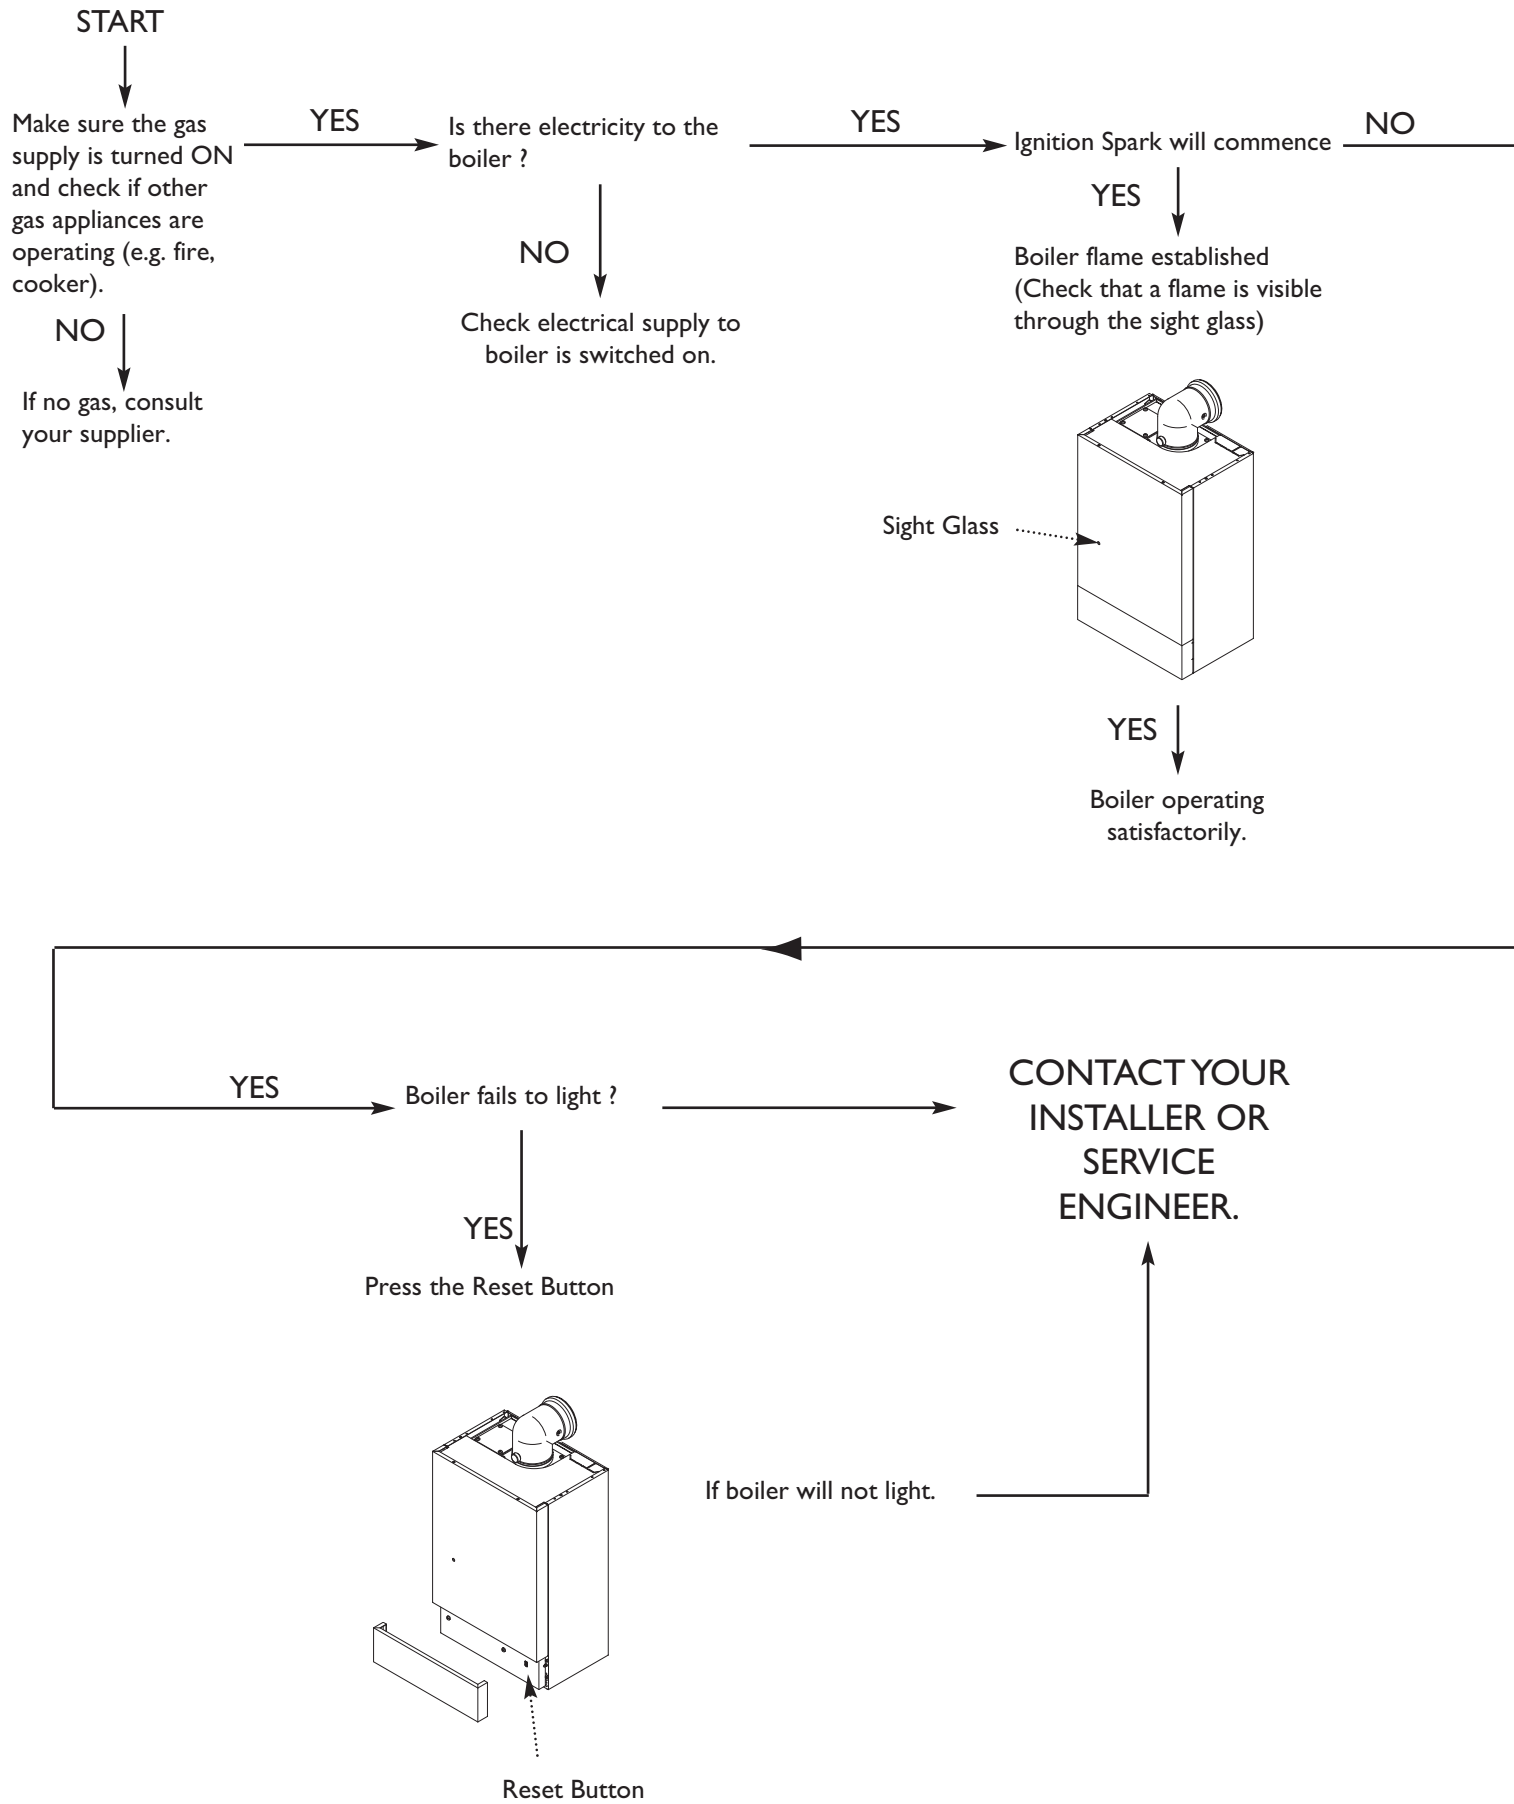 START
Make sure the gas
supply is turned ON
and check if other
gas appliances are
operating (e.g. fire,
cooker).
YES
Is there electricity to the
boiler ?
YES
Ignition Spark will commence
NO
NO
If no gas, consult
your supplier.
NO
Check electrical supply to
boiler is switched on.
YES
Boiler flame established
(Check that a flame is visible
through the sight glass)
Sight Glass
YES
Boiler operating
satisfactorily.
YES
Boiler fails to light ?
CONTACT YOUR
INSTALLER OR
SERVICE
ENGINEER.
YES
Press the Reset Button
If boiler will not light.
Reset Button